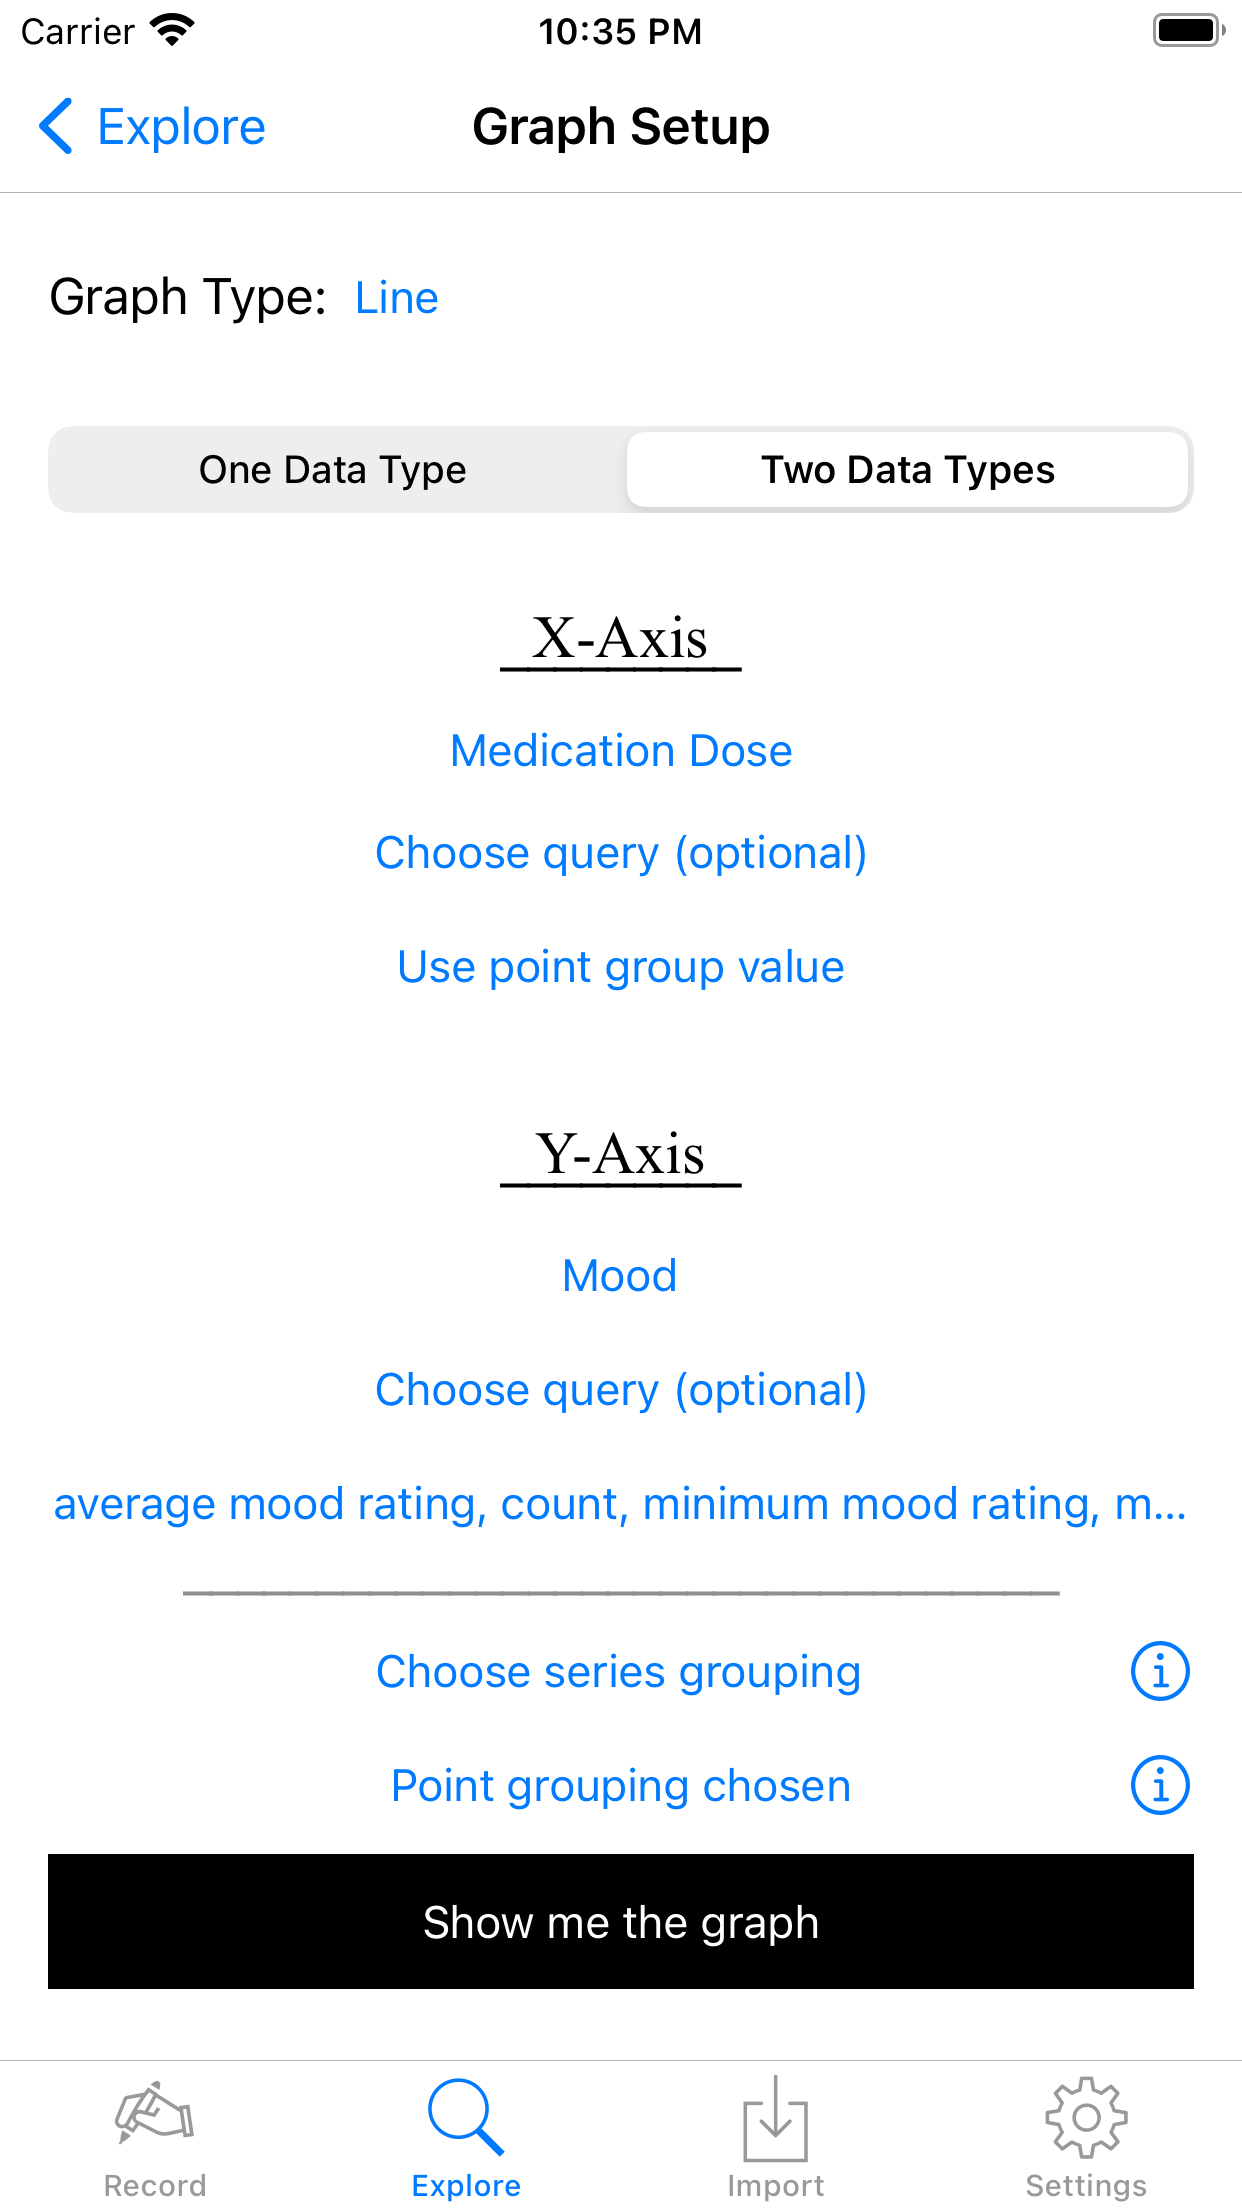 Carrier 10:35 PM
Explore Graph Setup
Graph Type: Line
One Data Type Two Data Types
X-Axis
Medication Dose
Choose query (optional)
Use point group value
Y-Axis
Mood
Choose query (optional)
average mood rating, count, minimum mood rating, m...
Choose series grouping
Point grouping chosen
Show me the graph
Record Explore Import Settings